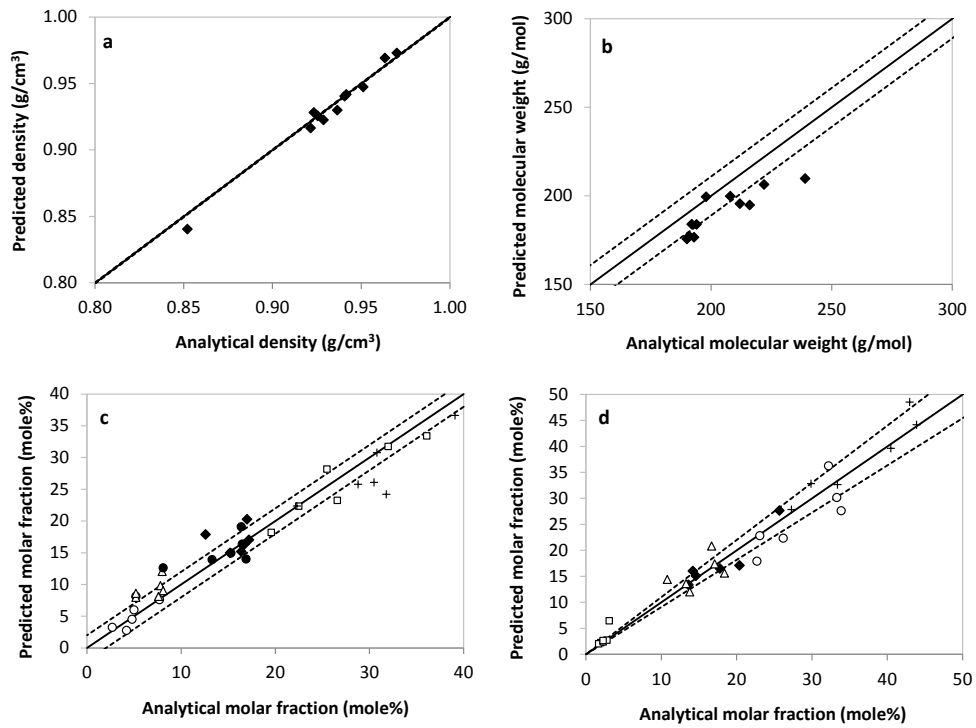 a
Predicted density (g/cm³)
1.00
0.95
0.90
0.85
0.80
0.80 0.85 0.90 0.95 1.00
Analytical density (g/cm³)
b
Predicted molecular weight (g/mol)
300
250
200
150
150 200 250 300
Analytical molecular weight (g/mol)
c
Predicted molar fraction (mole%)
40
35
30
25
20
15
10
5
0
0 10 20 30 40
Analytical molar fraction (mole%)
d
Predicted molar fraction (mole%)
50
45
40
35
30
25
20
15
10
5
0
0 10 20 30 40 50
Analytical molar fraction (mole%)